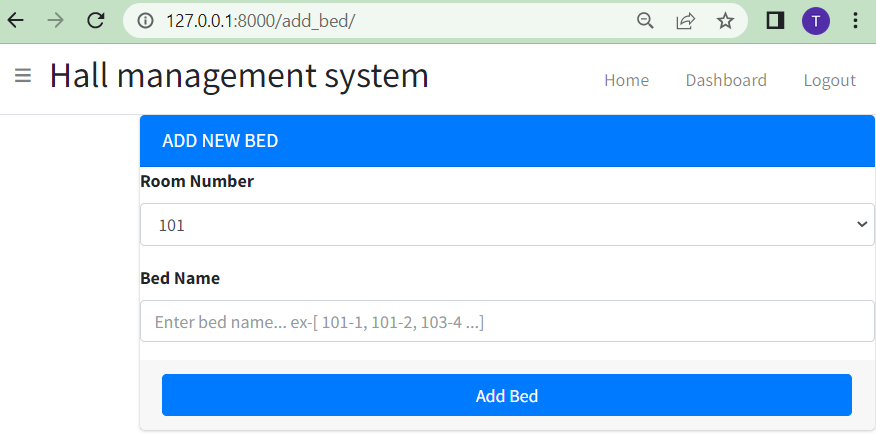 127.0.0.1:8000/add_bed/
T
Hall management system
Home Dashboard Logout
ADD NEW BED
Room Number
101
Bed Name
Enter bed name... ex-[ 101-1, 101-2, 103-4 ...]
Add Bed